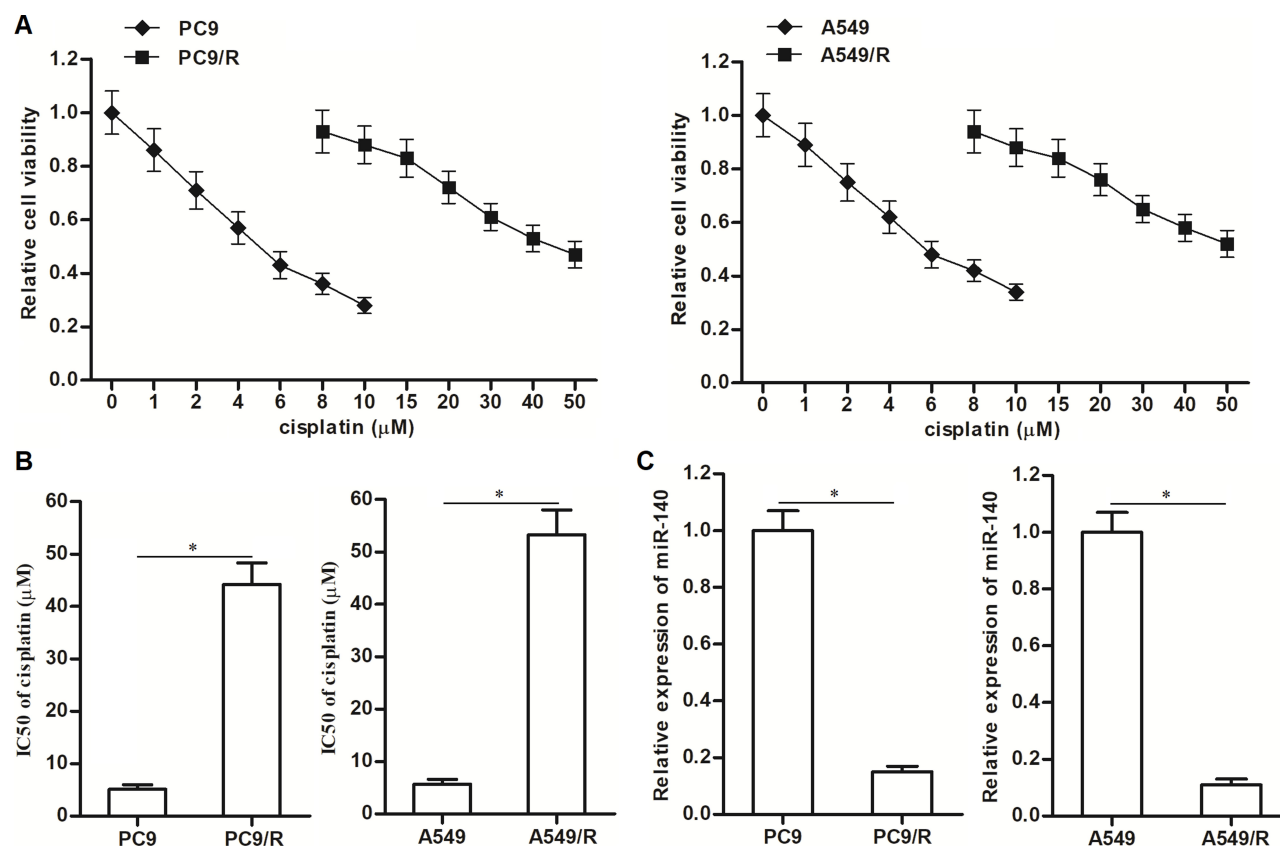 A
PC9
PC9/R
1.2
1.0
0.8
0.6
0.4
0.2
0.0
Relative cell viability
0 1 2 4 6 8 10 15 20 30 40 50
cisplatin (μM)
A549
A549/R
1.2
1.0
0.8
0.6
0.4
0.2
0.0
Relative cell viability
0 1 2 4 6 8 10 15 20 30 40 50
cisplatin (μM)
B
60
50
40
30
20
10
0
IC50 of cisplatin (μM)
*
PC9 PC9/R
60
50
40
30
20
10
0
IC50 of cisplatin (μM)
*
A549 A549/R
C
1.2
1.0
0.8
0.6
0.4
0.2
0.0
Relative expression of miR-140
*
PC9 PC9/R
1.2
1.0
0.8
0.6
0.4
0.2
0.0
Relative expression of miR-140
*
A549 A549/R